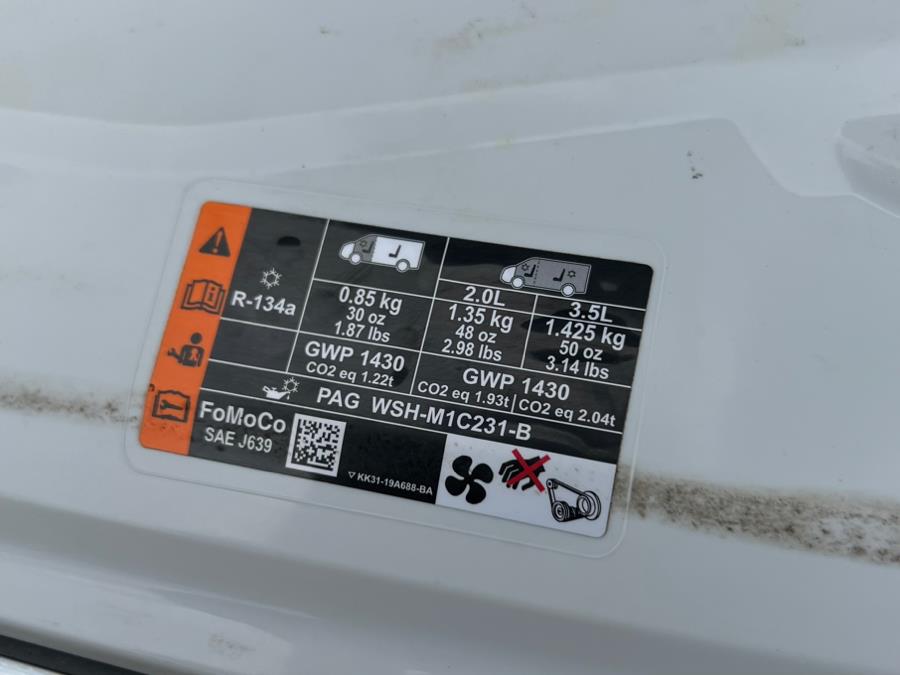 R-134a
0.85 kg
30 oz
1.87 lbs
2.0L
1.35 kg
48 oz
2.98 lbs
3.5L
1.425 kg
50 oz
3.14 lbs
GWP 1430
CO2 eq 1.22t
GWP 1430
CO2 eq 1.93t CO2 eq 2.04t
PAG WSH-M1C231-B
FoMoCo
SAE J639
KK31-19A688-BA